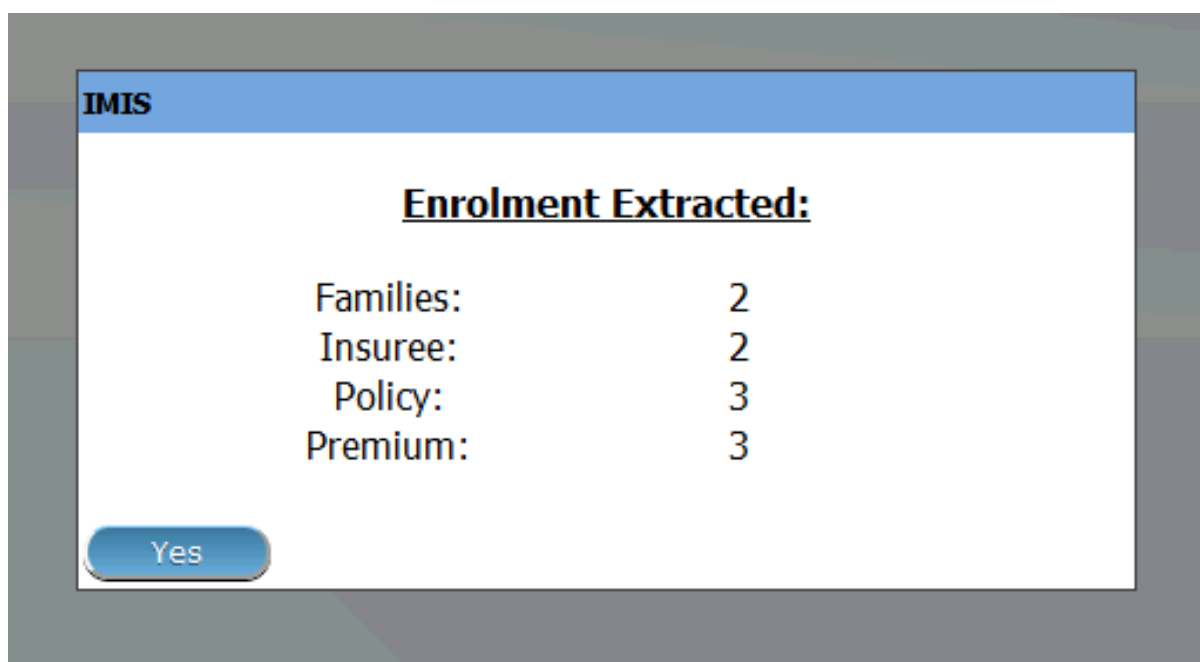 IMIS
Enrolment Extracted:
Families: 2
Insuree: 2
Policy: 3
Premium: 3
Yes